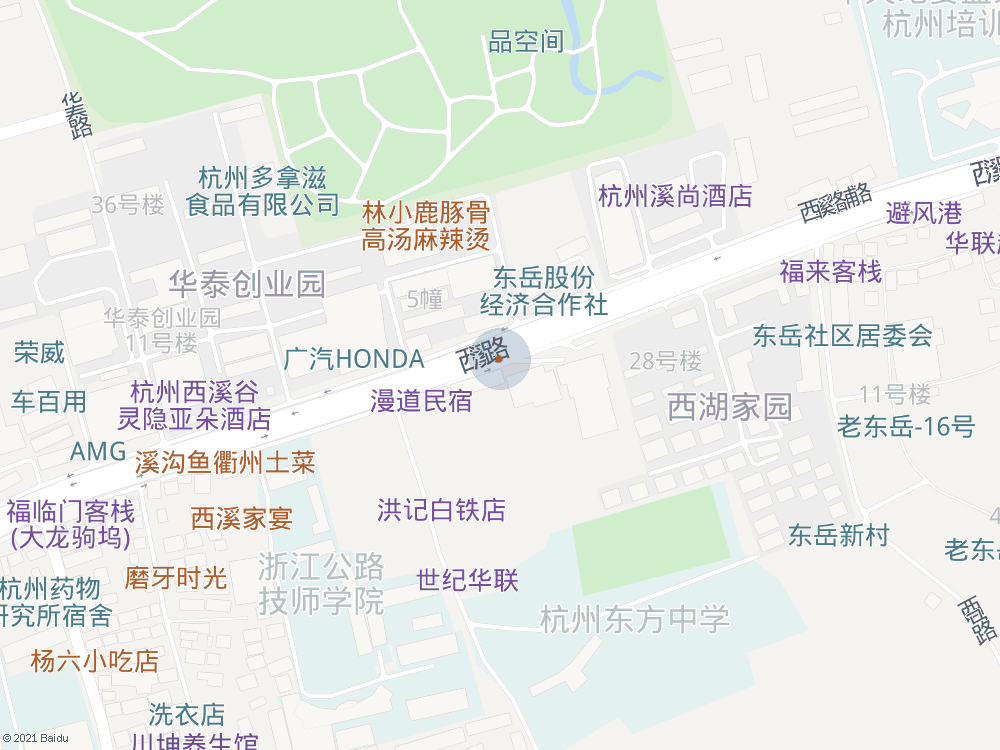 杭州培训
品空间
华泰路
杭州多拿滋
食品有限公司
36号楼
林小鹿豚骨
高汤麻辣烫
杭州溪尚酒店
西溪路辅路
避风港
华联超
福来客栈
华泰创业园
5幢
东岳股份
经济合作社
华泰创业园
11号楼
东岳社区居委会
荣威
广汽HONDA
西溪路
28号楼
杭州西溪谷
灵隐亚朵酒店
车百用
漫道民宿
西湖家园
11号楼
老东岳-16号
AMG
溪沟鱼衢州土菜
福临门客栈
(大龙驹坞)
西溪家宴
洪记白铁店
东岳新村
老东岳
浙江公路
技师学院
磨牙时光
世纪华联
杭州药物
研究所宿舍
杭州东方中学
杨六小吃店
洗衣店
川坤养生馆
© 2021 Baidu